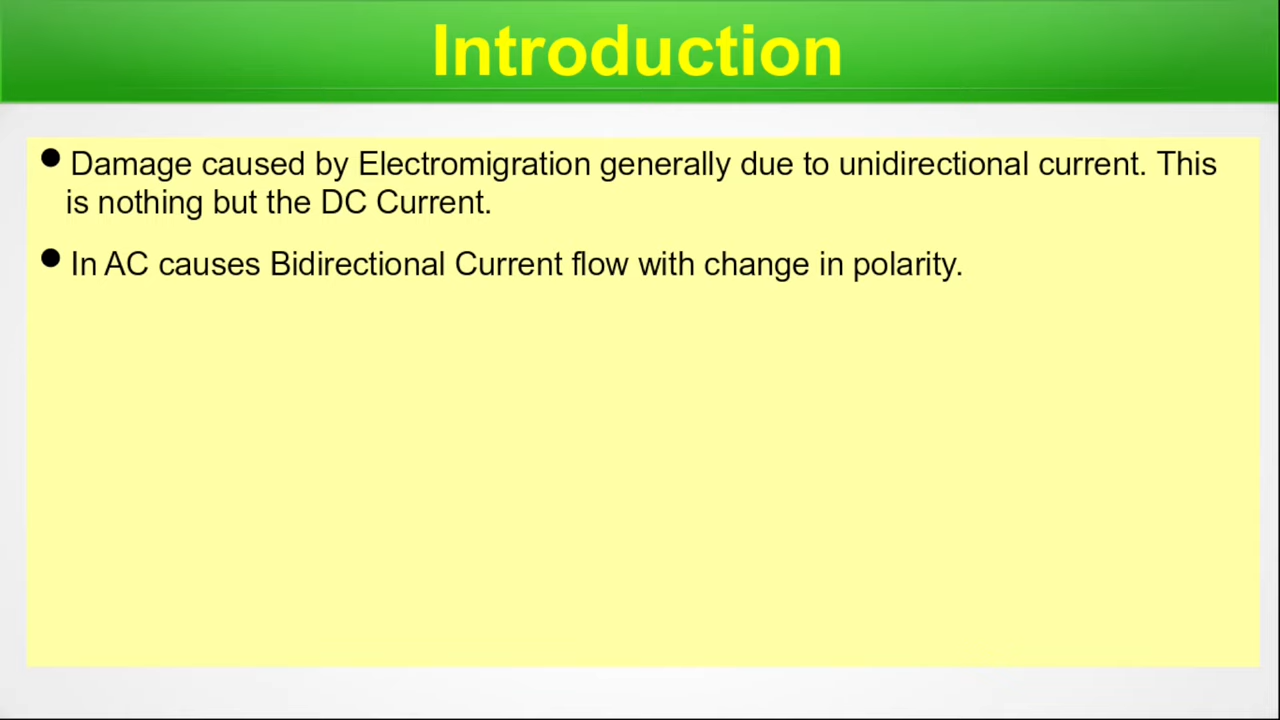 Introduction
● Damage caused by Electromigration generally due to unidirectional current. This
is nothing but the DC Current.
● In AC causes Bidirectional Current flow with change in polarity.